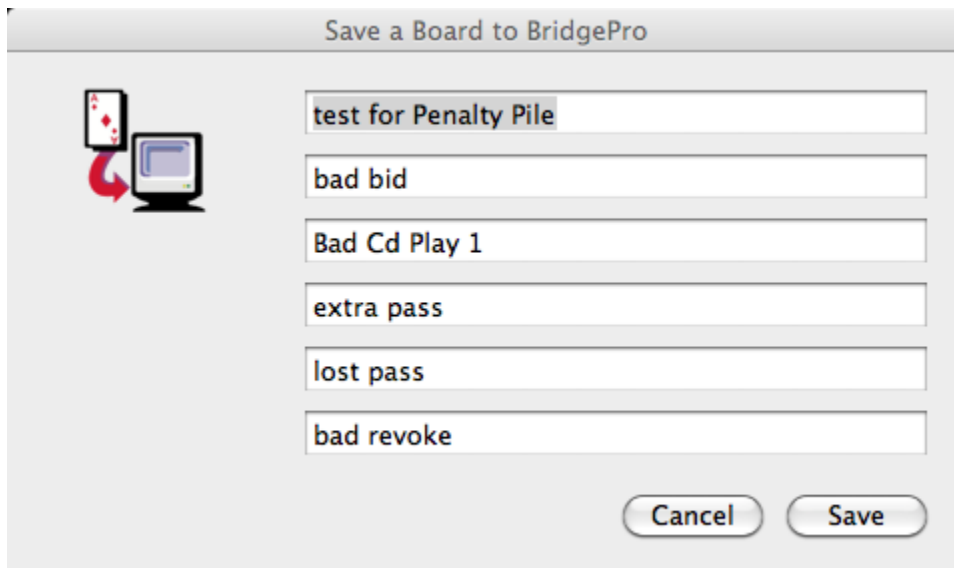 Save a Board to BridgePro
test for Penalty Pile
bad bid
Bad Cd Play 1
extra pass
lost pass
bad revoke
Cancel Save